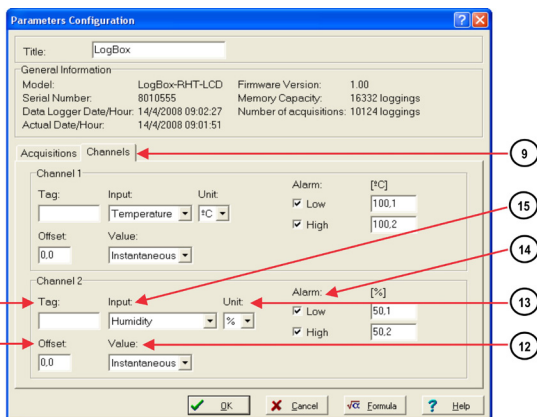 Parameters Configuration
Title: LogBox
General Information
Model: LogBox-RHT-LCD Firmware Version: 1.00
Serial Number: 8010555 Memory Capacity: 16332 loggings
Data Logger Date/Hour: 14/4/2008 09:02:27 Number of acquisitions: 10124 loggings
Actual Date/Hour: 14/4/2008 09:01:51
Acquisitions Channels
9
Channel 1
Tag: Input: Unit: Alarm: [ºC]
Temperature ºC Low 100,1
15
High 100,2
Offset: Value:
0,0 Instantaneous
14
Channel 2
Tag: Input: Unit: Alarm: [%]
13
Humidity % Low 50,1
High 50,2
Offset: Value:
12
0,0 Instantaneous
OK Cancel Formula Help